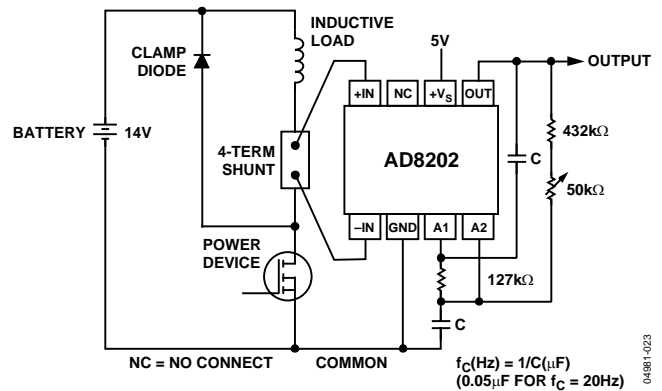 INDUCTIVE
LOAD
CLAMP
DIODE
5V
OUTPUT
+IN
NC
+VS
OUT
BATTERY
14V
4-TERM
SHUNT
AD8202
C
432kΩ
50kΩ
–IN
GND
A1
A2
POWER
DEVICE
127kΩ
C
NC = NO CONNECT
COMMON
fC(Hz) = 1/C(μF)
(0.05μF FOR fC = 20Hz)
04981-023